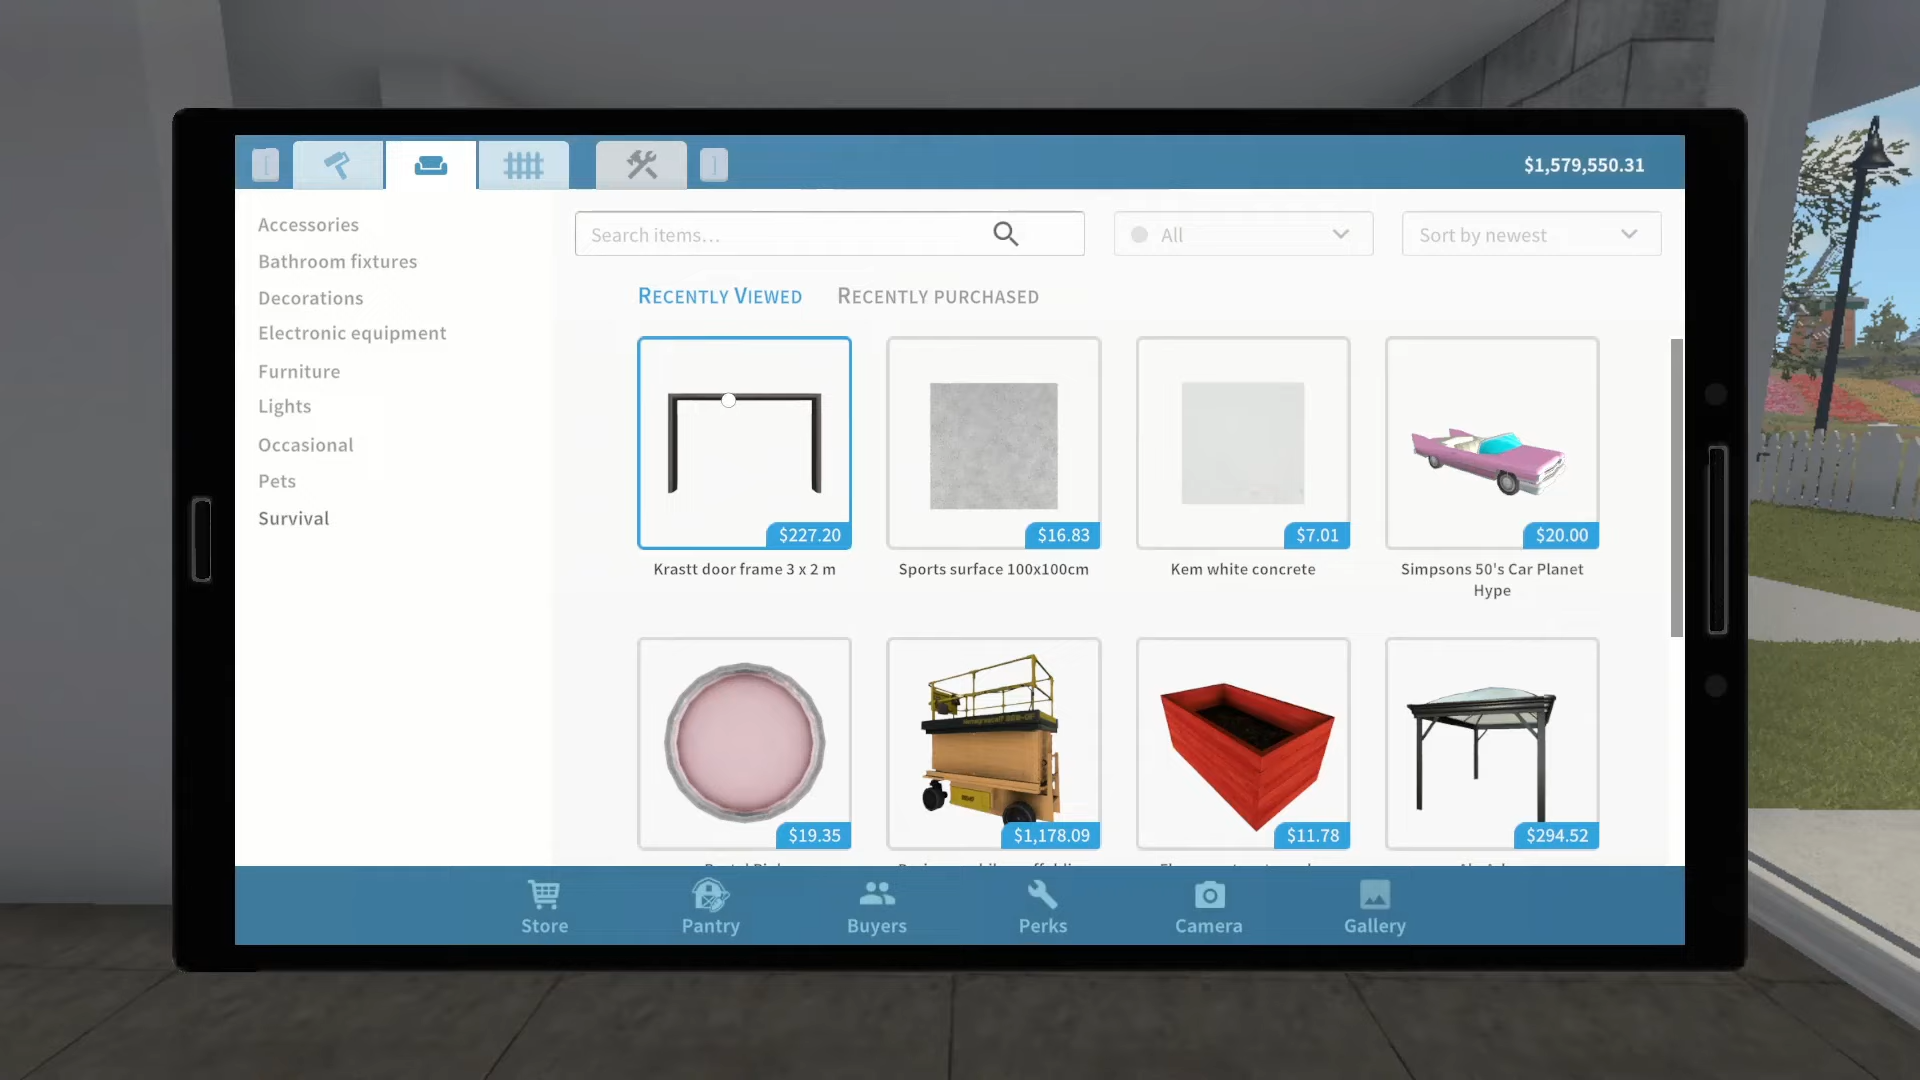 $1,579,550.31
Accessories
Bathroom fixtures
Decorations
Electronic equipment
Furniture
Lights
Occasional
Pets
Survival
Search items...
All
Sort by newest
RECENTLY VIEWED
RECENTLY PURCHASED
$227.20
$16.83
$7.01
$20.00
Krastt door frame 3 x 2 m
Sports surface 100x100cm
Kem white concrete
Simpsons 50's Car Planet
Hype
$19.35
$1,178.09
$11.78
$294.52
Store
Pantry
Buyers
Perks
Camera
Gallery